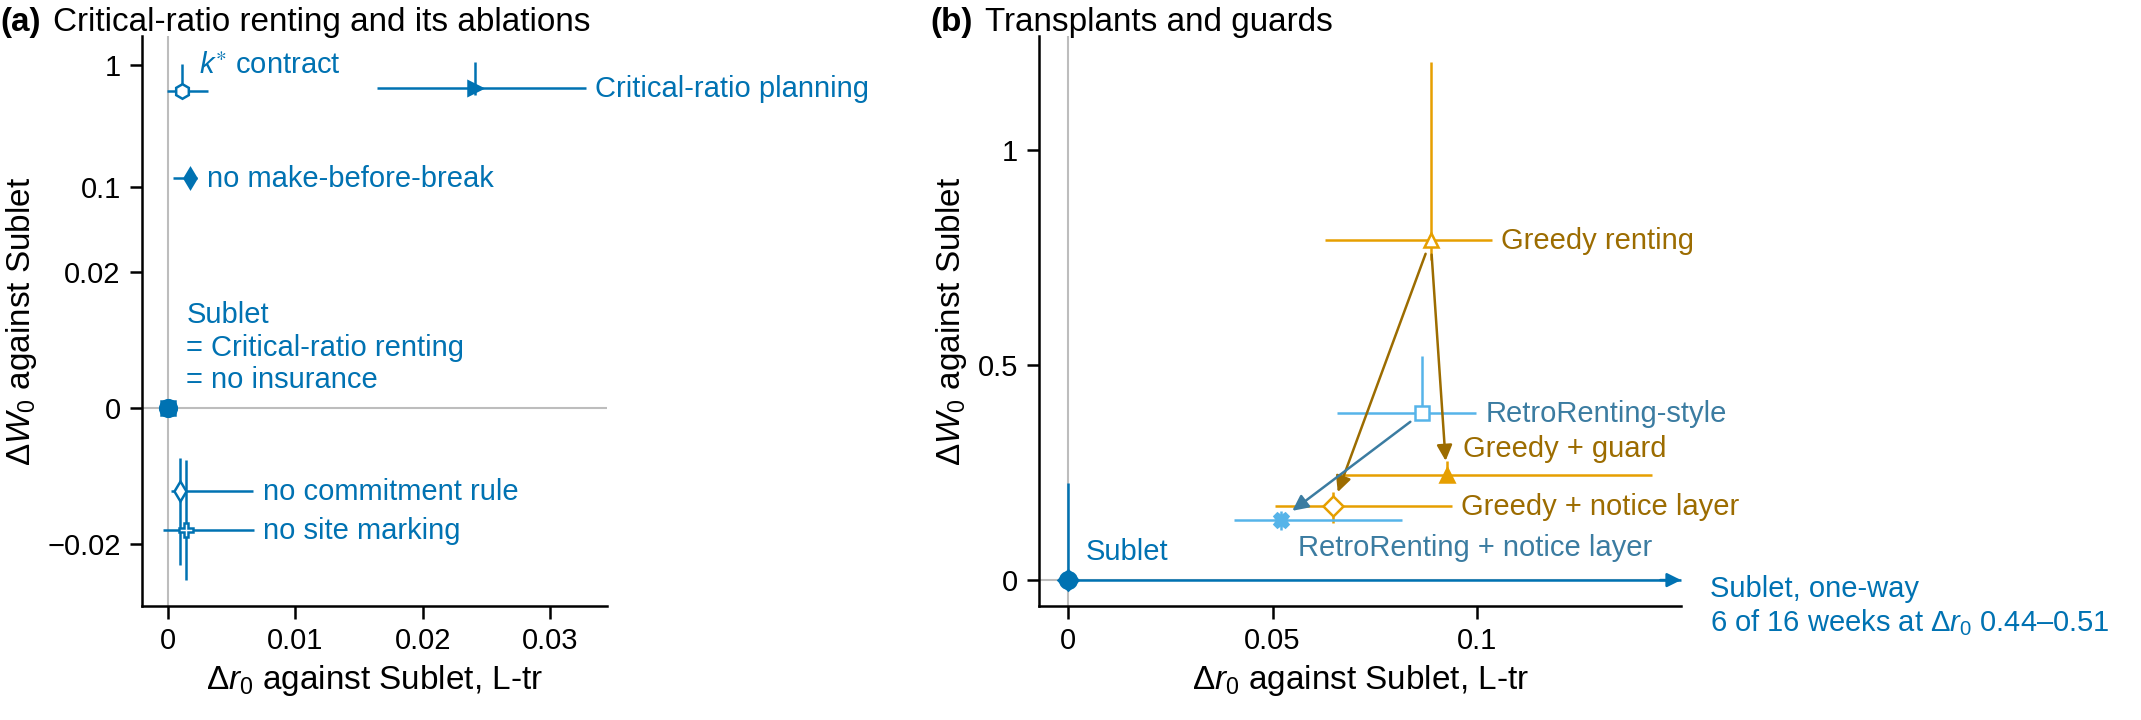 (a) Critical-ratio renting and its ablations
1
0.1
0.02
0
−0.02
ΔW0 against Sublet
k* contract
Critical-ratio planning
no make-before-break
Sublet
= Critical-ratio renting
= no insurance
no commitment rule
no site marking
0
0.01
0.02
0.03
Δr0 against Sublet, L-tr
(b) Transplants and guards
1
0.5
0
ΔW0 against Sublet
Greedy renting
RetroRenting-style
Greedy + guard
Greedy + notice layer
RetroRenting + notice layer
Sublet
Sublet, one-way
6 of 16 weeks at Δr0 0.44–0.51
0
0.05
0.1
Δr0 against Sublet, L-tr